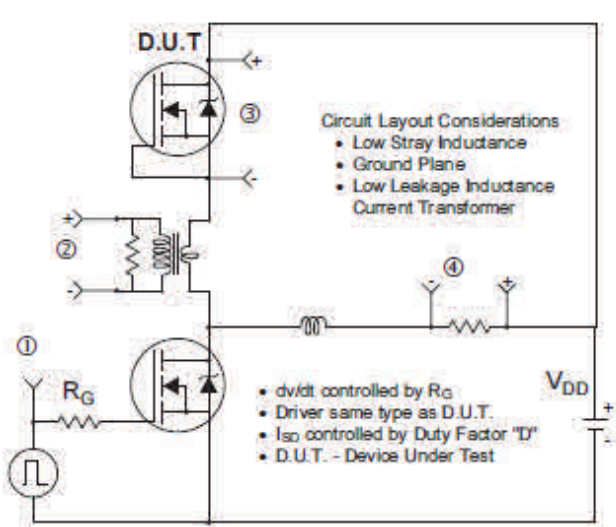 D.U.T
+
③
-
Circuit Layout Considerations
• Low Stray Inductance
• Ground Plane
• Low Leakage Inductance
Current Transformer
+
②
-
④
- +
①
RG
VDD
+
-
• dv/dt controlled by RG
• Driver same type as D.U.T.
• ISD controlled by Duty Factor "D"
• D.U.T. - Device Under Test